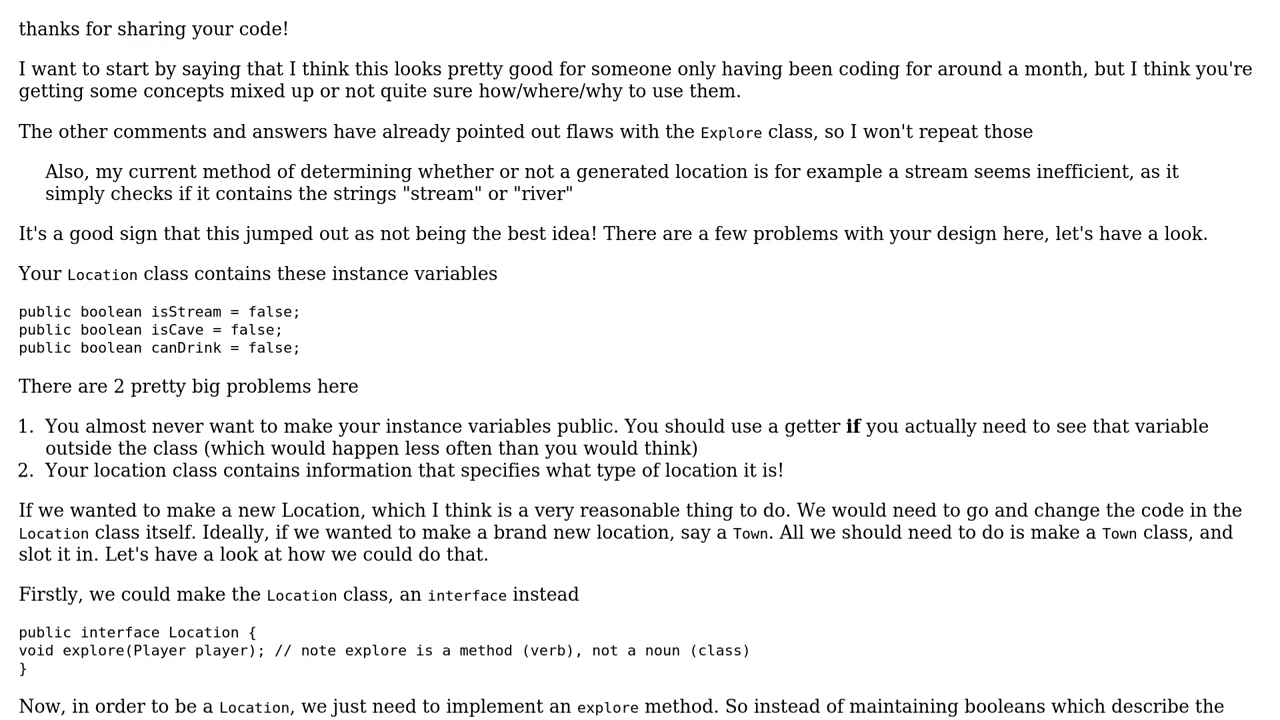 thanks for sharing your code!
I want to start by saying that I think this looks pretty good for someone only having been coding for around a month, but I think you're
getting some concepts mixed up or not quite sure how/where/why to use them.
The other comments and answers have already pointed out flaws with the Explore class, so I won't repeat those
Also, my current method of determining whether or not a generated location is for example a stream seems inefficient, as it
simply checks if it contains the strings "stream" or "river"
It's a good sign that this jumped out as not being the best idea! There are a few problems with your design here, let's have a look.
Your Location class contains these instance variables
public boolean isStream = false;
public boolean isCave = false;
public boolean canDrink = false;
There are 2 pretty big problems here
1. You almost never want to make your instance variables public. You should use a getter if you actually need to see that variable
outside the class (which would happen less often than you would think)
2. Your location class contains information that specifies what type of location it is!
If we wanted to make a new Location, which I think is a very reasonable thing to do. We would need to go and change the code in the
Location class itself. Ideally, if we wanted to make a brand new location, say a Town. All we should need to do is make a Town class, and
slot it in. Let's have a look at how we could do that.
Firstly, we could make the Location class, an interface instead
public interface Location {
void explore(Player player); // note explore is a method (verb), not a noun (class)
}
Now, in order to be a Location, we just need to implement an explore method. So instead of maintaining booleans which describe the